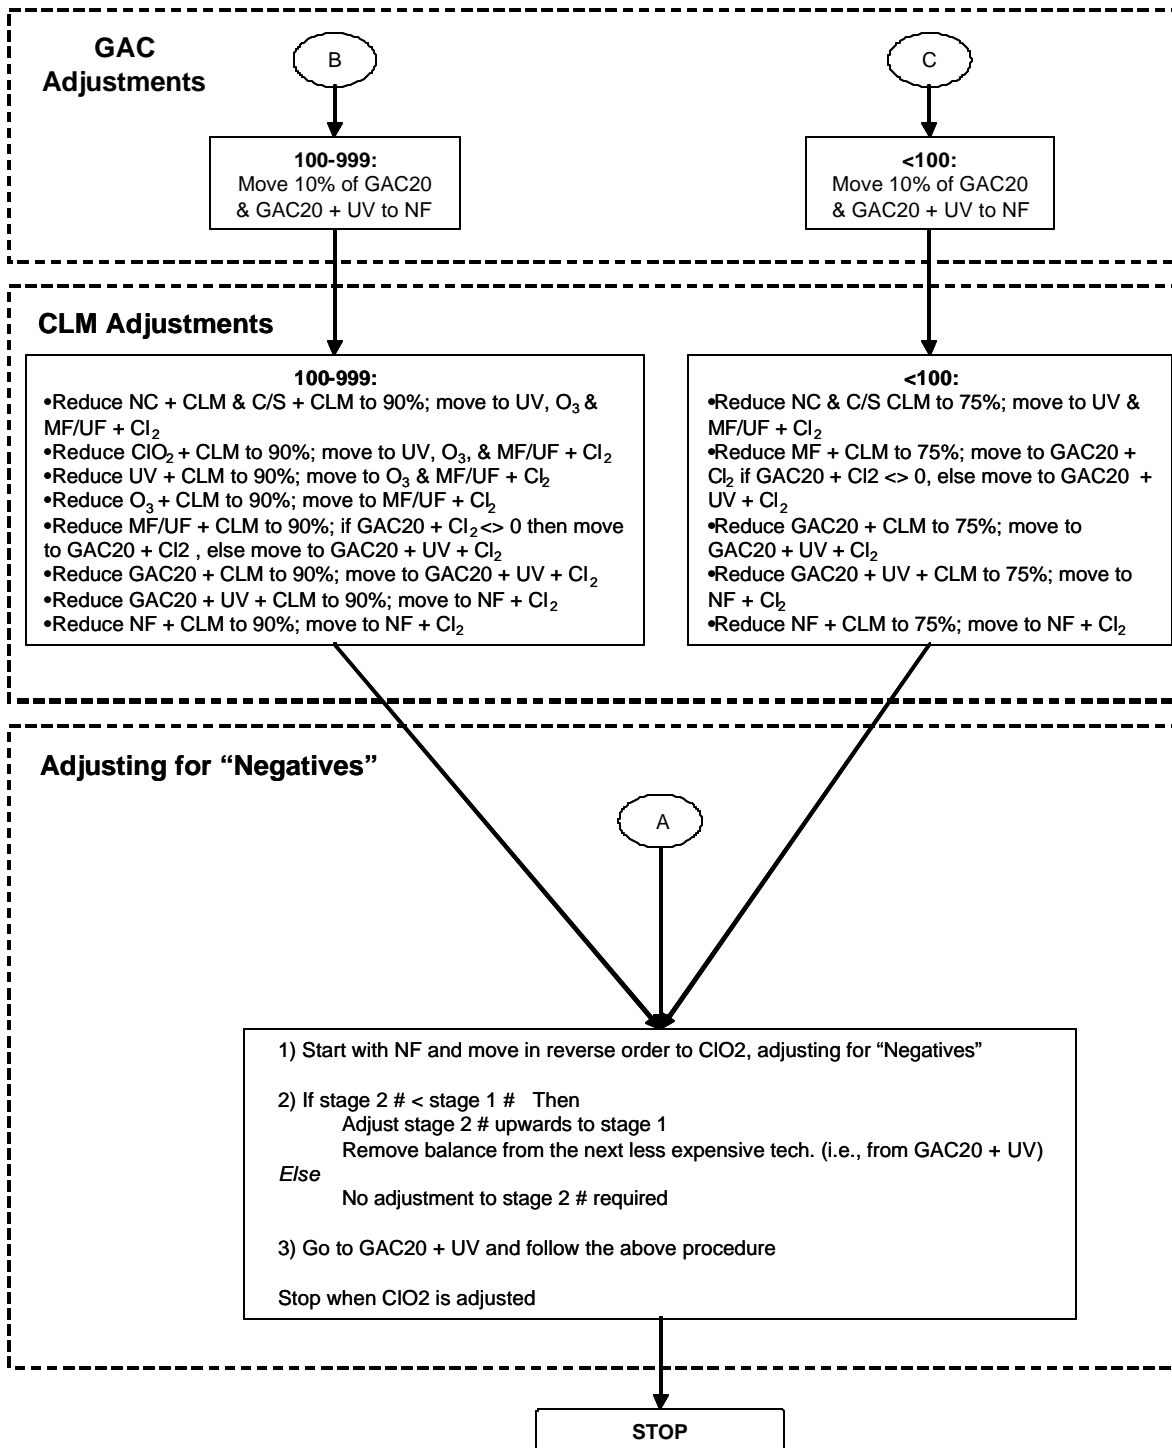 GAC
Adjustments
B
C
100-999:
Move 10% of GAC20
& GAC20 + UV to NF
<100:
Move 10% of GAC20
& GAC20 + UV to NF
CLM Adjustments
100-999:
•Reduce NC + CLM & C/S + CLM to 90%; move to UV, O3 &
MF/UF + Cl2
•Reduce ClO2 + CLM to 90%; move to UV, O3, & MF/UF + Cl2
•Reduce UV + CLM to 90%; move to O3 & MF/UF + Cl2
•Reduce O3 + CLM to 90%; move to MF/UF + Cl2
•Reduce MF/UF + CLM to 90%; if GAC20 + Cl2 <> 0 then move
to GAC20 + Cl2 , else move to GAC20 + UV + Cl2
•Reduce GAC20 + CLM to 90%; move to GAC20 + UV + Cl2
•Reduce GAC20 + UV + CLM to 90%; move to NF + Cl2
•Reduce NF + CLM to 90%; move to NF + Cl2
<100:
•Reduce NC & C/S CLM to 75%; move to UV &
MF/UF + Cl2
•Reduce MF + CLM to 75%; move to GAC20 +
Cl2 if GAC20 + Cl2 <> 0, else move to GAC20 +
UV + Cl2
•Reduce GAC20 + CLM to 75%; move to
GAC20 + UV + Cl2
•Reduce GAC20 + UV + CLM to 75%; move to
NF + Cl2
•Reduce NF + CLM to 75%; move to NF + Cl2
Adjusting for “Negatives”
A
1) Start with NF and move in reverse order to ClO2, adjusting for “Negatives”
2) If stage 2 # < stage 1 # Then
Adjust stage 2 # upwards to stage 1
Remove balance from the next less expensive tech. (i.e., from GAC20 + UV)
Else
No adjustment to stage 2 # required
3) Go to GAC20 + UV and follow the above procedure
Stop when ClO2 is adjusted
STOP